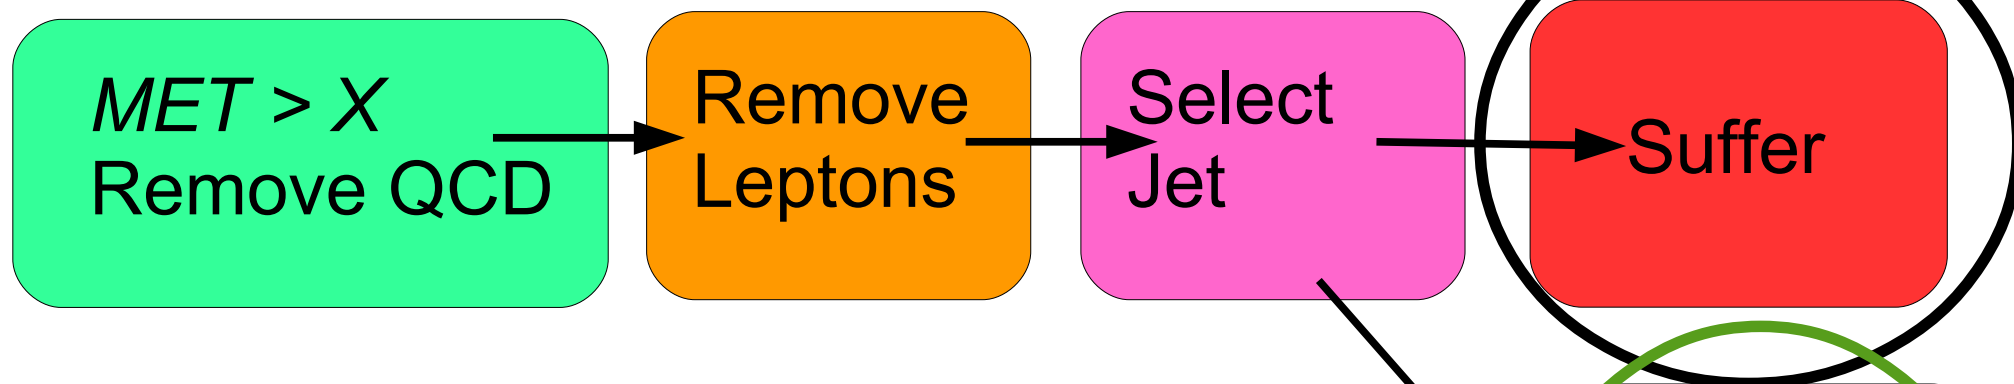 MET > X
Remove QCD
Remove
Leptons
Select
Jet
Suffer